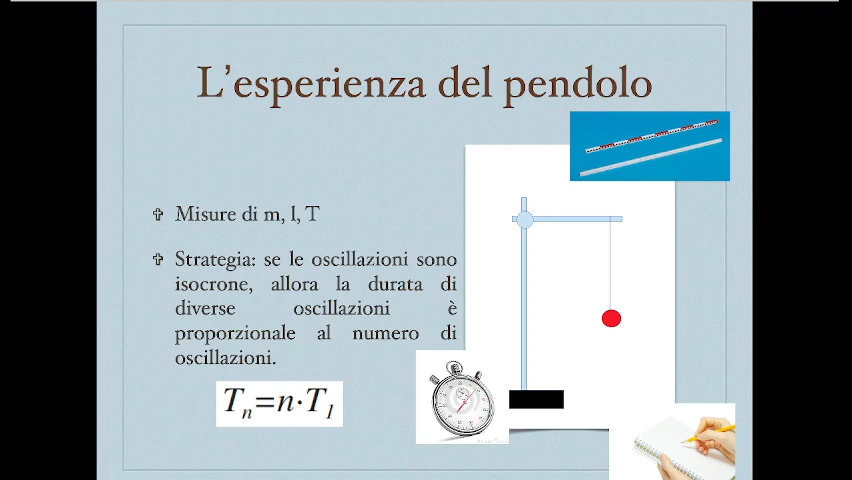 L’esperienza del pendolo
Misure di m, l, T
Strategia: se le oscillazioni sono
isocrone, allora la durata di
diverse oscillazioni è
proporzionale al numero di
oscillazioni.
Tn=n·T1